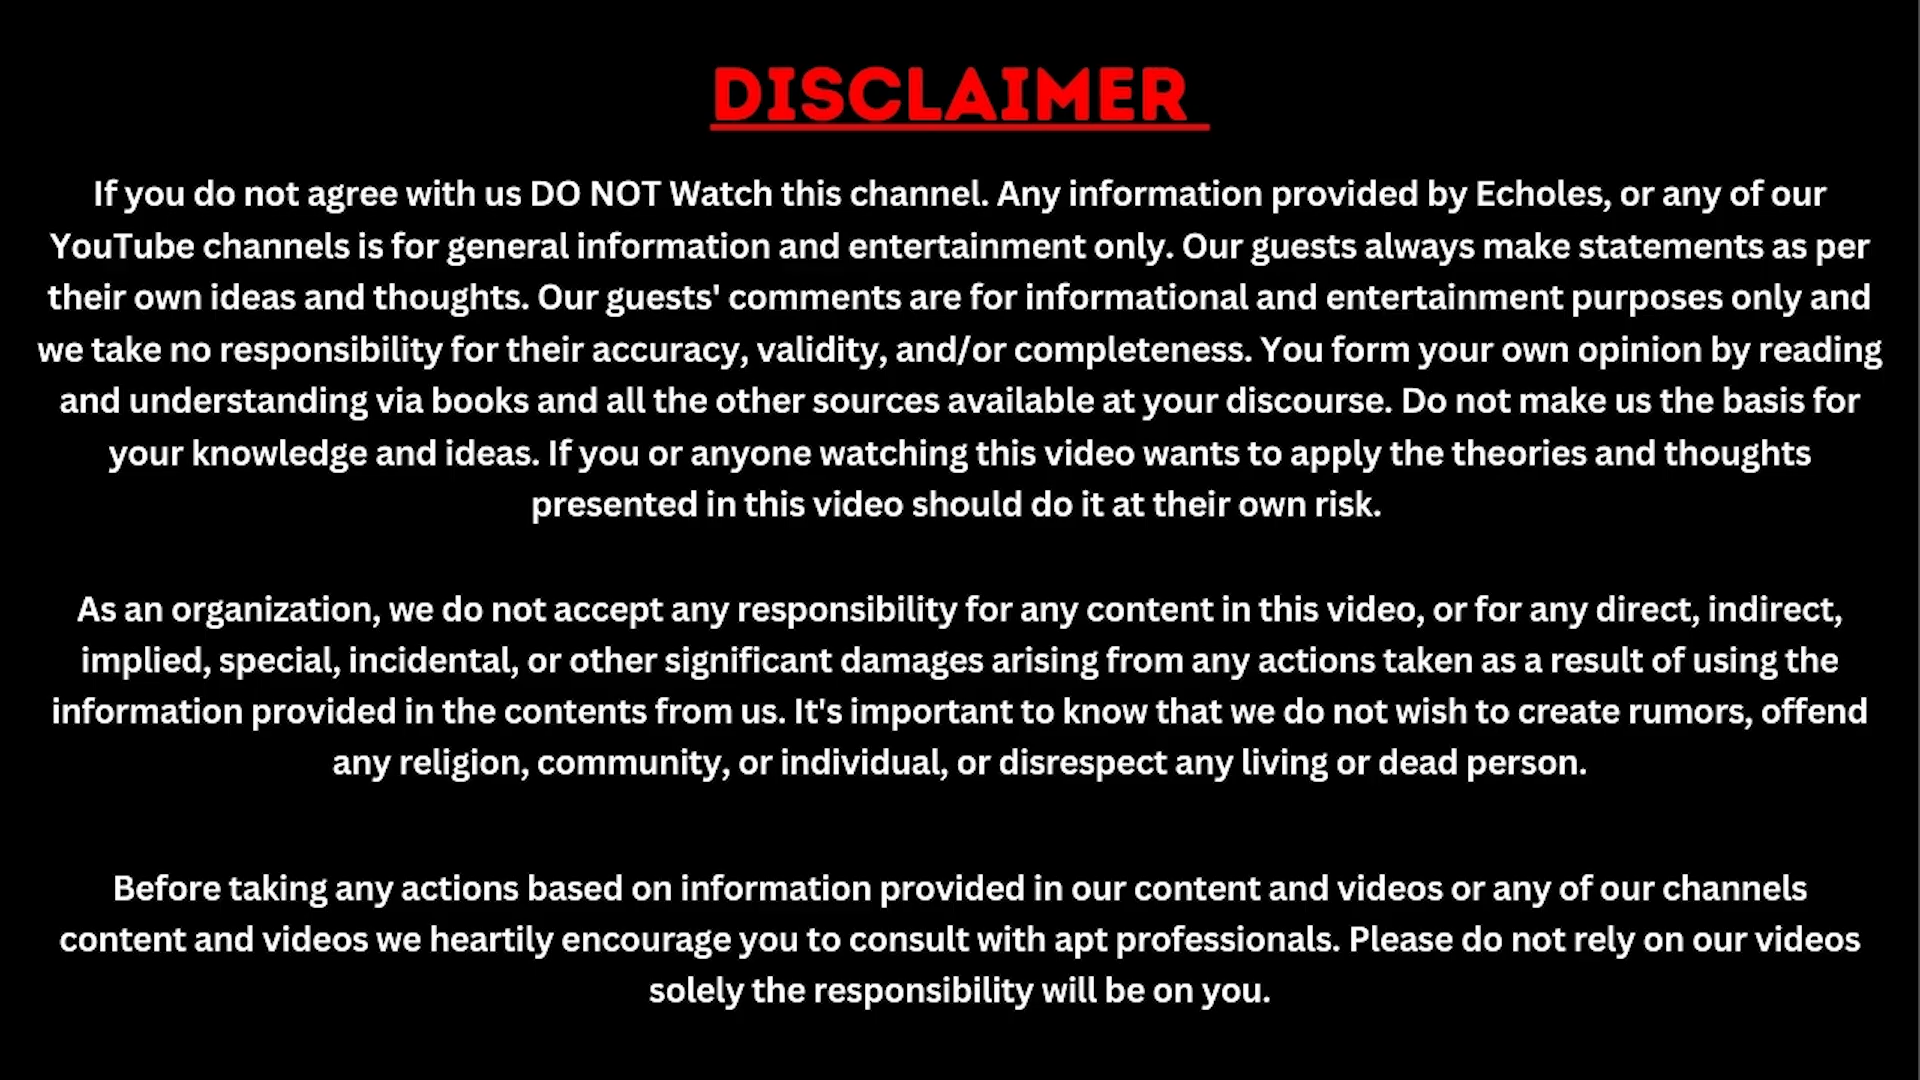 DISCLAIMER
If you do not agree with us DO NOT Watch this channel. Any information provided by Echoles, or any of our
YouTube channels is for general information and entertainment only. Our guests always make statements as per
their own ideas and thoughts. Our guests' comments are for informational and entertainment purposes only and
we take no responsibility for their accuracy, validity, and/or completeness. You form your own opinion by reading
and understanding via books and all the other sources available at your discourse. Do not make us the basis for
your knowledge and ideas. If you or anyone watching this video wants to apply the theories and thoughts
presented in this video should do it at their own risk.
As an organization, we do not accept any responsibility for any content in this video, or for any direct, indirect,
implied, special, incidental, or other significant damages arising from any actions taken as a result of using the
information provided in the contents from us. It's important to know that we do not wish to create rumors, offend
any religion, community, or individual, or disrespect any living or dead person.
Before taking any actions based on information provided in our content and videos or any of our channels
content and videos we heartily encourage you to consult with apt professionals. Please do not rely on our videos
solely the responsibility will be on you.